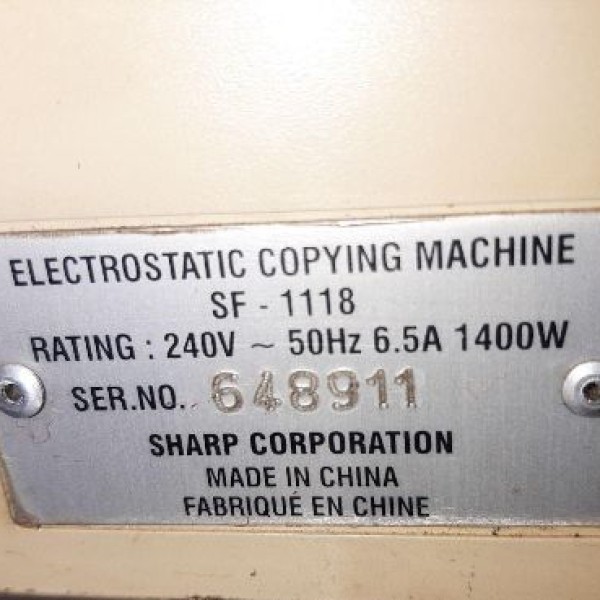 ELECTROSTATIC COPYING MACHINE
SF - 1118
RATING : 240V ~ 50Hz 6.5A 1400W
SER.NO. 648911
SHARP CORPORATION
MADE IN CHINA
FABRIQUÉ EN CHINE